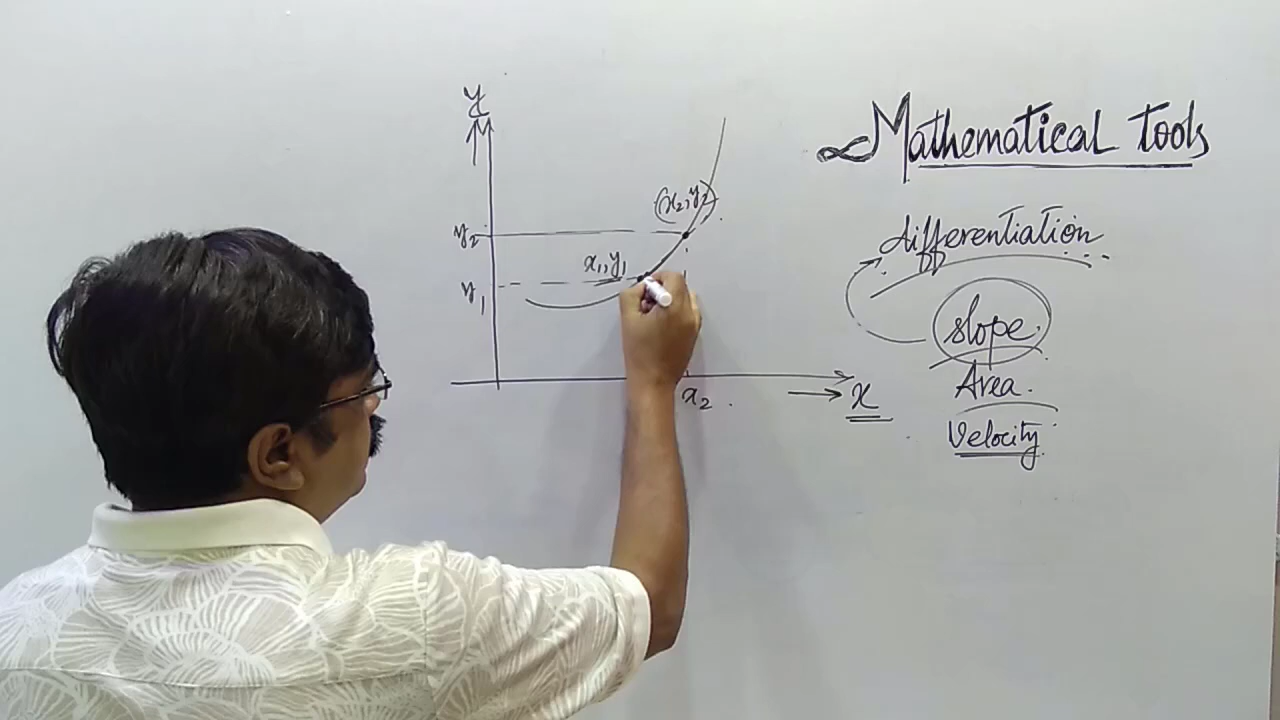 Mathematical Tools
differentiation
slope.
Area.
Velocity
y
(x₂, y₂)
y₂
x₁, y₁
y₁
x₂
x